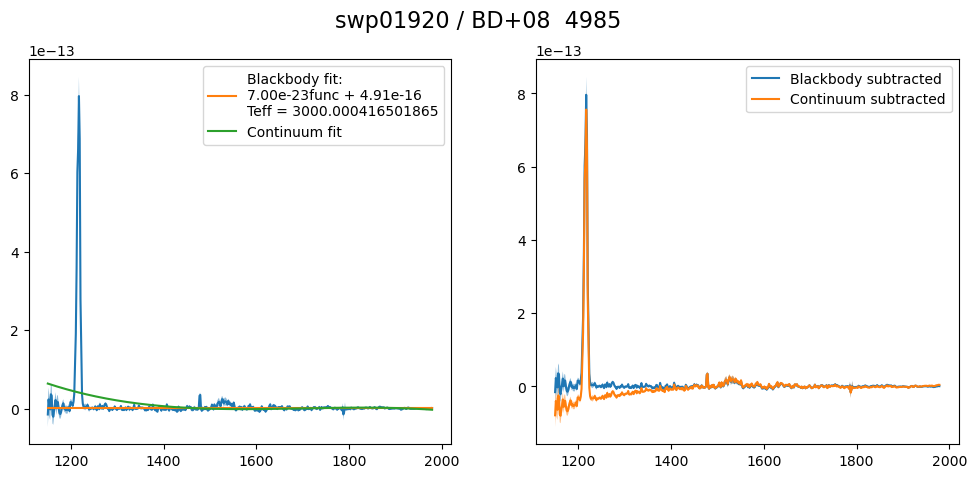 swp01920 / BD+08  4985
1e−13
Blackbody fit:
7.00e-23func + 4.91e-16
Teff = 3000.000416501865
Continuum fit
8
6
4
2
0
1200
1400
1600
1800
2000
1e−13
Blackbody subtracted
Continuum subtracted
8
6
4
2
0
1200
1400
1600
1800
2000